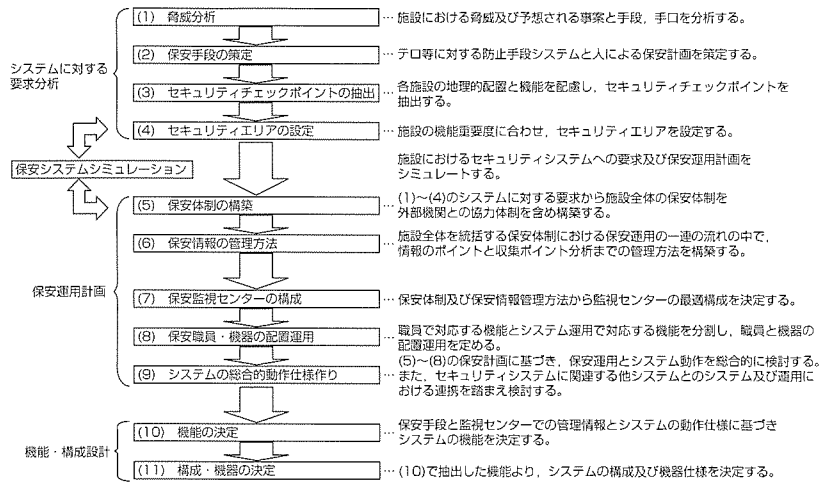 (1) 脅威分析
… 施設における脅威及び予想される事案と手段，手口を分析する。
(2) 保安手段の策定
… テロ等に対する防止手段システムと人による保安計画を策定する。
システムに対する
要求分析
(3) セキュリティチェックポイントの抽出
… 各施設の地理的配置と機能を配慮し，セキュリティチェックポイントを
抽出する。
(4) セキュリティエリアの設定
… 施設の機能重要度に合わせ，セキュリティエリアを設定する。
保安システムシミュレーション
施設におけるセキュリティシステムへの要求及び保安運用計画を
シミュレートする。
(5) 保安体制の構築
… (1)～(4)のシステムに対する要求から施設全体の保安体制を
外部機関との協力体制を含め構築する。
(6) 保安情報の管理方法
… 施設全体を統括する保安体制における保安運用の一連の流れの中で，
情報のポイントと収集ポイント分析までの管理方法を構築する。
保安運用計画
(7) 保安監視センターの構成
… 保安体制及び保安情報管理方法から監視センターの最適構成を決定する。
(8) 保安職員・機器の配置運用
… 職員で対応する機能とシステム運用で対応する機能を分割し，職員と機器の
配置運用を定める。
(9) システムの総合的動作仕様作り
(5)～(8)の保安計画に基づき，保安運用とシステム動作を総合的に検討する。
… また，セキュリティシステムに関連する他システムとのシステム及び運用に
おける連携を踏まえ検討する。
機能・構成設計
(10) 機能の決定
… 保安手段と監視センターでの管理情報とシステムの動作仕様に基づき
システムの機能を決定する。
(11) 構成・機器の決定
… (10)で抽出した機能より，システムの構成及び機器仕様を決定する。